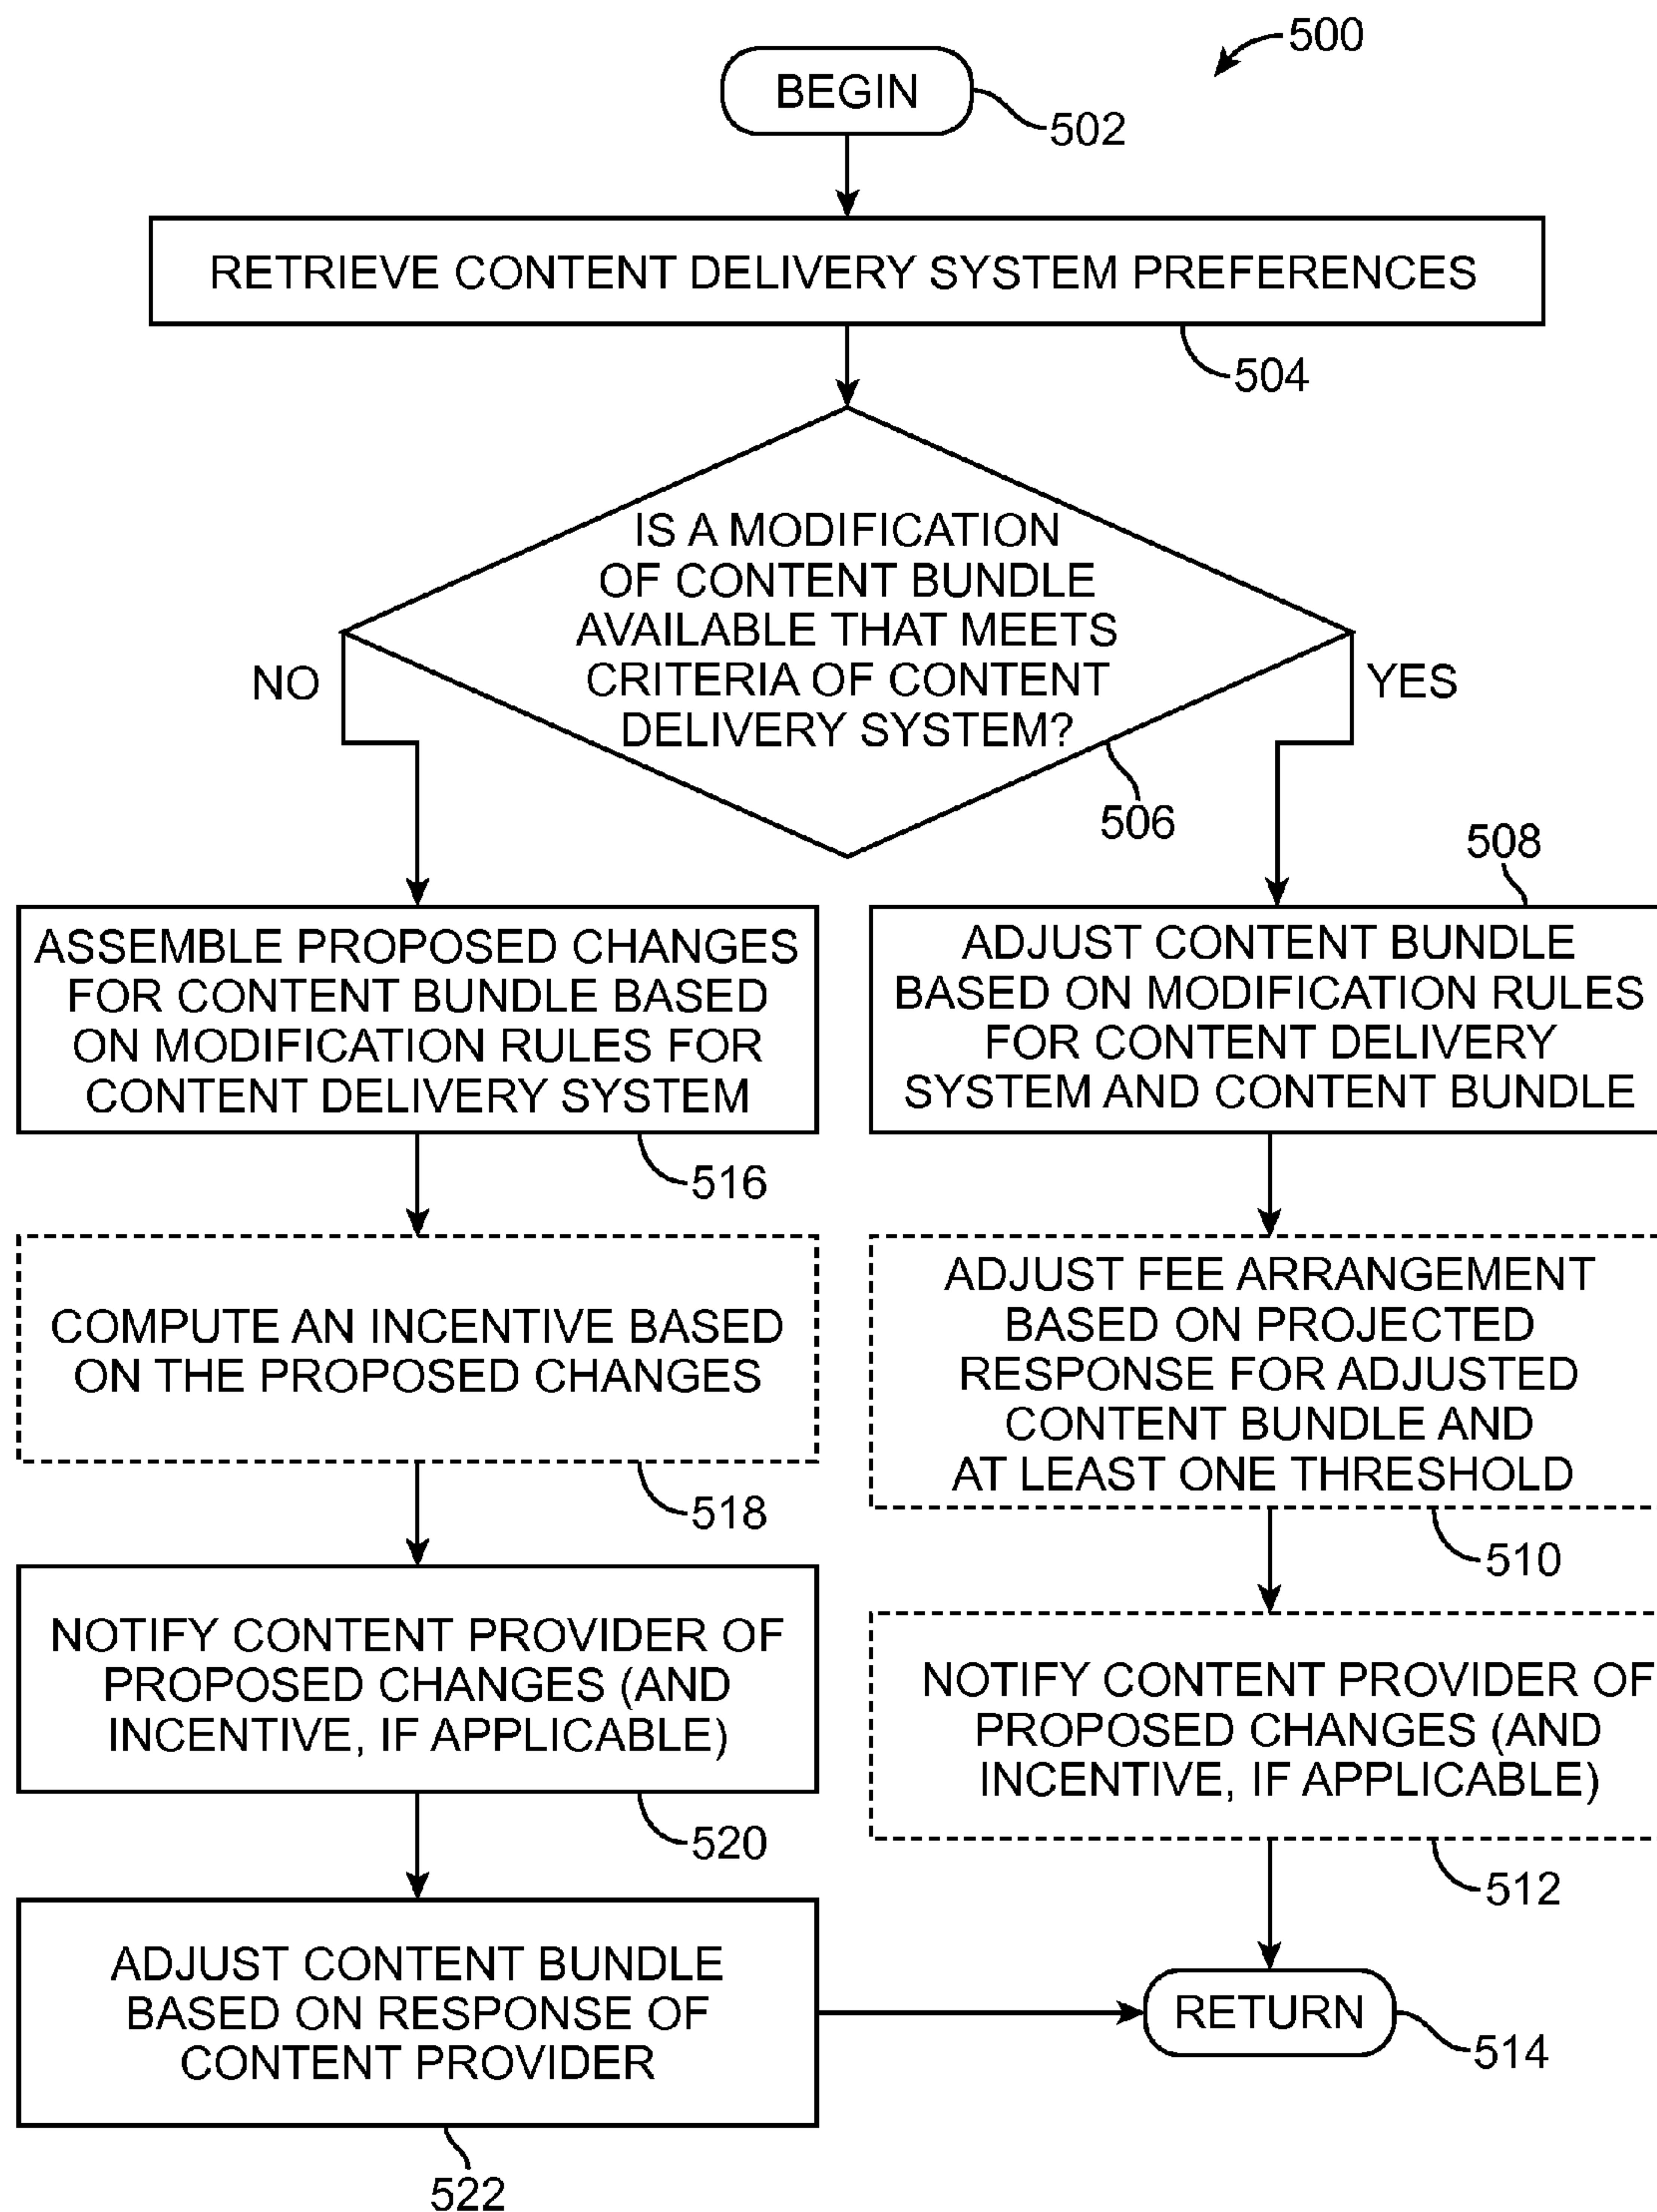 500
BEGIN
502
RETRIEVE CONTENT DELIVERY SYSTEM PREFERENCES
504
IS A MODIFICATION
OF CONTENT BUNDLE
AVAILABLE THAT MEETS
CRITERIA OF CONTENT
DELIVERY SYSTEM?
NO
YES
506
508
ASSEMBLE PROPOSED CHANGES
FOR CONTENT BUNDLE BASED
ON MODIFICATION RULES FOR
CONTENT DELIVERY SYSTEM
516
ADJUST CONTENT BUNDLE
BASED ON MODIFICATION RULES
FOR CONTENT DELIVERY
SYSTEM AND CONTENT BUNDLE
COMPUTE AN INCENTIVE BASED
ON THE PROPOSED CHANGES
518
ADJUST FEE ARRANGEMENT
BASED ON PROJECTED
RESPONSE FOR ADJUSTED
CONTENT BUNDLE AND
AT LEAST ONE THRESHOLD
510
NOTIFY CONTENT PROVIDER OF
PROPOSED CHANGES (AND
INCENTIVE, IF APPLICABLE)
520
NOTIFY CONTENT PROVIDER OF
PROPOSED CHANGES (AND
INCENTIVE, IF APPLICABLE)
512
ADJUST CONTENT BUNDLE
BASED ON RESPONSE OF
CONTENT PROVIDER
522
RETURN
514